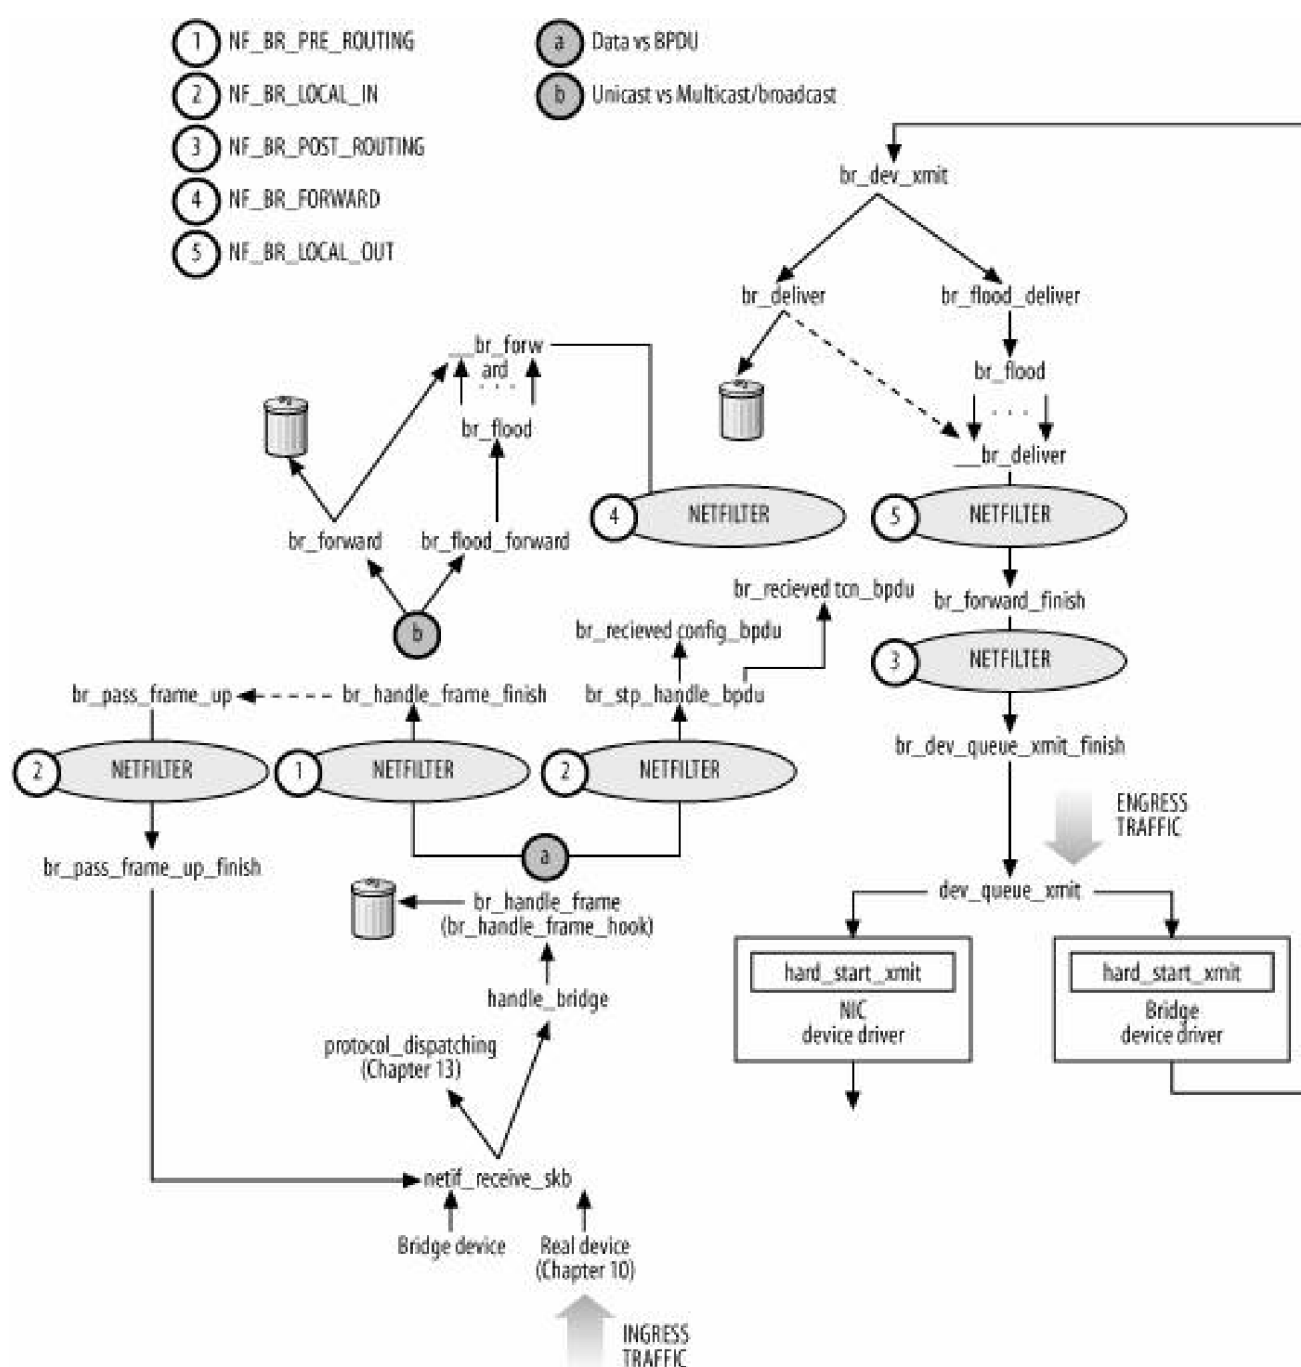 1 NF_BR_PRE_ROUTING
2 NF_BR_LOCAL_IN
3 NF_BR_POST_ROUTING
4 NF_BR_FORWARD
5 NF_BR_LOCAL_OUT
a Data vs BPDU
b Unicast vs Multicast/broadcast
br_dev_xmit
br_deliver
br_flood_deliver
__br_forw
ard
. . .
br_flood
br_flood
. . .
__br_deliver
4 NETFILTER
5 NETFILTER
br_forward
br_flood_forward
b
br_recieved tcn_bpdu
br_forward_finish
br_recieved config_bpdu
3 NETFILTER
br_pass_frame_up
br_handle_frame_finish
br_stp_handle_bpdu
br_dev_queue_xmit_finish
2 NETFILTER
1 NETFILTER
2 NETFILTER
ENGRESS
TRAFFIC
a
br_pass_frame_up_finish
br_handle_frame
(br_handle_frame_hook)
dev_queue_xmit
hard_start_xmit
NIC
device driver
hard_start_xmit
Bridge
device driver
handle_bridge
protocol_dispatching
(Chapter 13)
netif_receive_skb
Bridge device
Real device
(Chapter 10)
INGRESS
TRAFFIC